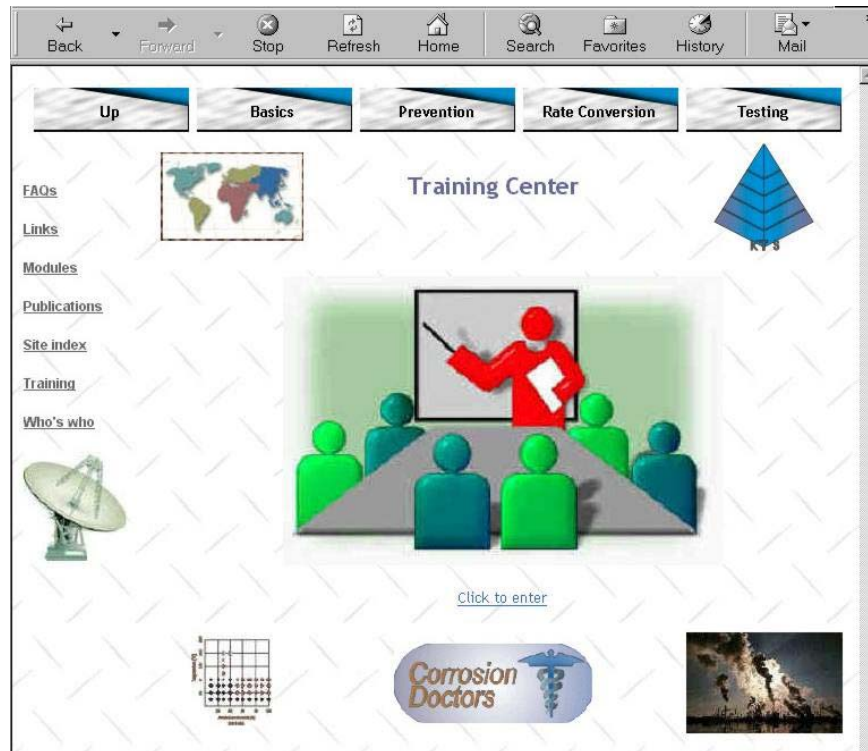 Back Forward Stop Refresh Home Search Favorites History Mail
Up Basics Prevention Rate Conversion Testing
Training Center
KTS
FAQs
Links
Modules
Publications
Site index
Training
Who's who
Click to enter
Corrosion
Doctors